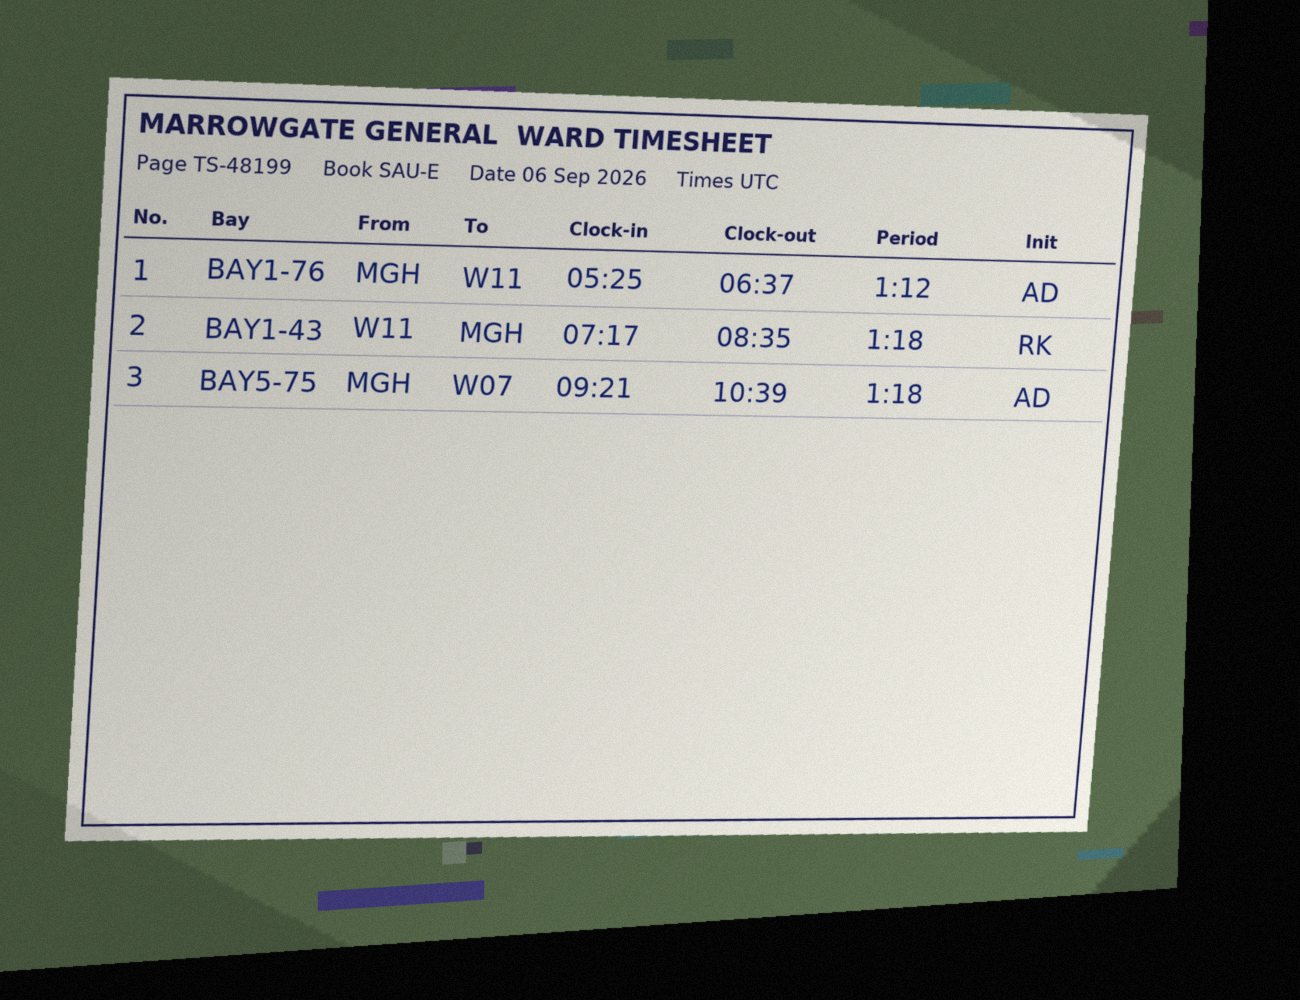 MARROWGATE GENERAL WARD TIMESHEET
Page TS-48199 Book SAU-E Date 06 Sep 2026 Times UTC
No. Bay From To Clock-in Clock-out Period Init
1 BAY1-76 MGH W11 05:25 06:37 1:12 AD
2 BAY1-43 W11 MGH 07:17 08:35 1:18 RK
3 BAY5-75 MGH W07 09:21 10:39 1:18 AD